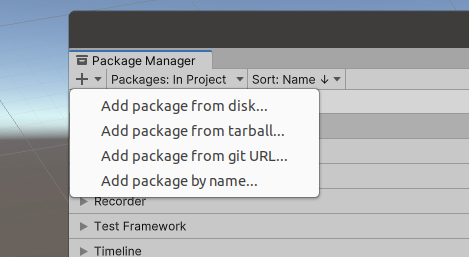 Package Manager
+ Packages: In Project Sort: Name ↓
Add package from disk...
Add package from tarball...
Add package from git URL...
Add package by name...
Recorder
Test Framework
Timeline